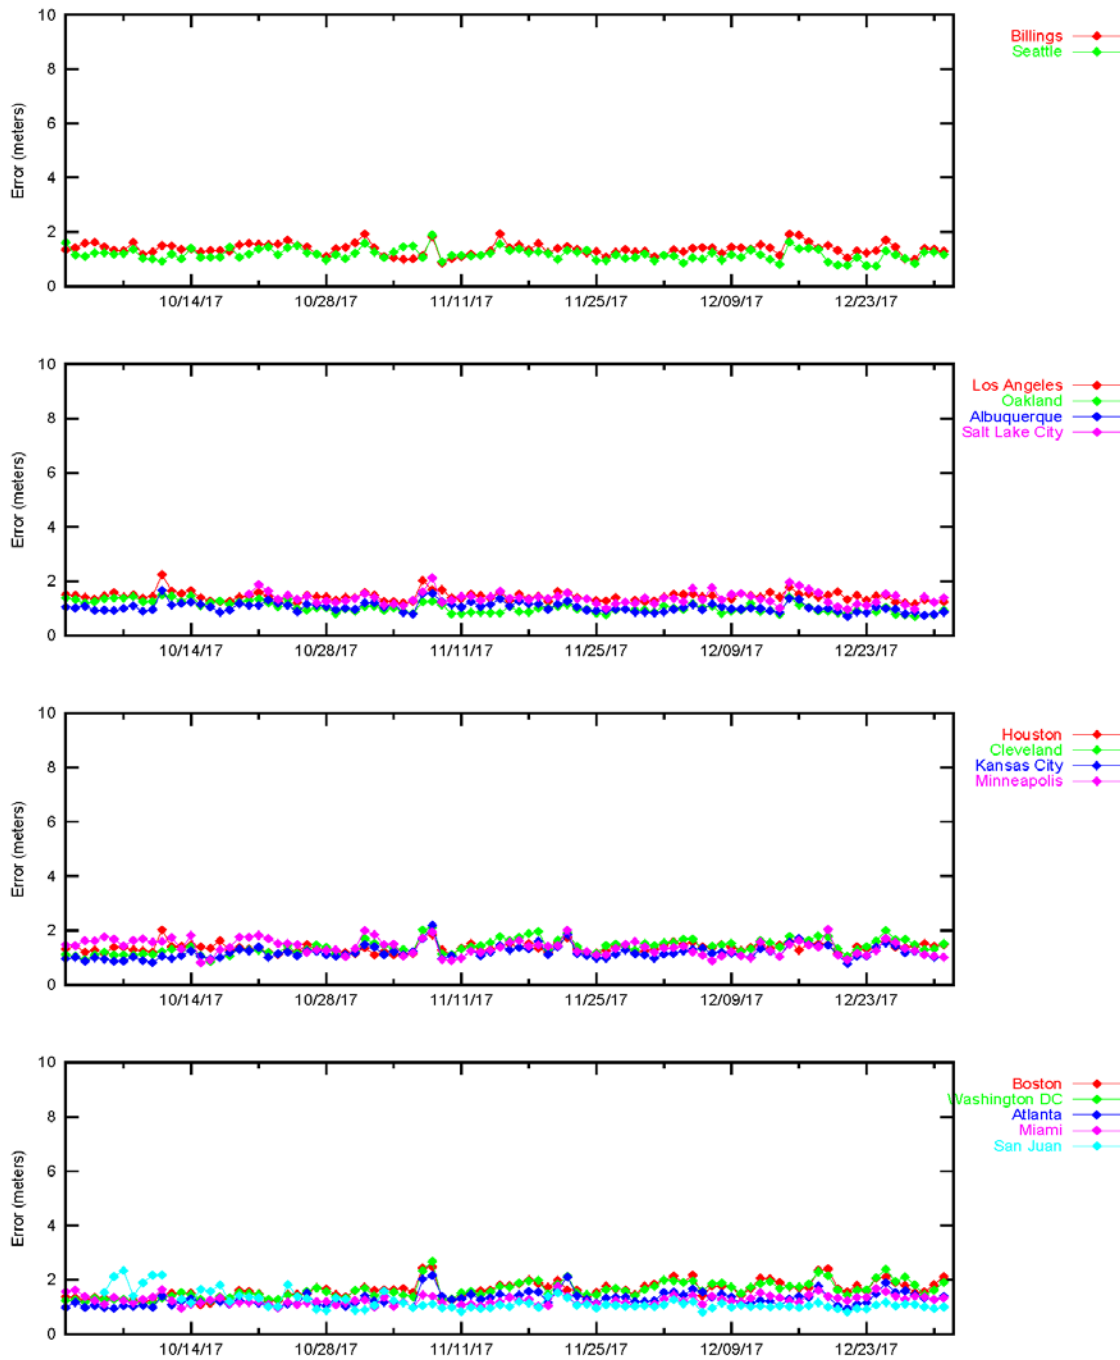 10
8
6
4
2
0
Error (meters)
10/14/17 10/28/17 11/11/17 11/25/17 12/09/17 12/23/17
Billings
Seattle
10
8
6
4
2
0
Error (meters)
10/14/17 10/28/17 11/11/17 11/25/17 12/09/17 12/23/17
Los Angeles
Oakland
Albuquerque
Salt Lake City
10
8
6
4
2
0
Error (meters)
10/14/17 10/28/17 11/11/17 11/25/17 12/09/17 12/23/17
Houston
Cleveland
Kansas City
Minneapolis
10
8
6
4
2
0
Error (meters)
10/14/17 10/28/17 11/11/17 11/25/17 12/09/17 12/23/17
Boston
Washington DC
Atlanta
Miami
San Juan